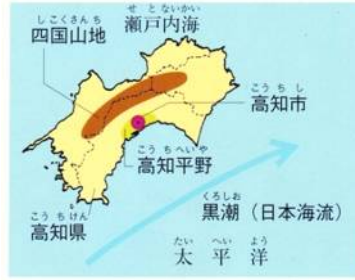 しこくさんち
四国山地
せとないかい
瀬戸内海
こうちし
高知市
こうちへいや
高知平野
くろしお
黒潮（日本海流）
こうちけん
高知県
たいへいよう
太平洋